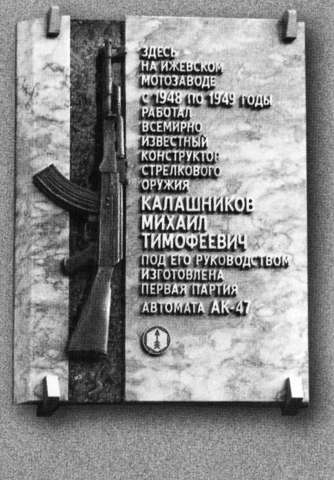 ЗДЕСЬ
НА ИЖЕВСКОМ
МОТОЗАВОДЕ
С 1948 ПО 1949 ГОДЫ
РАБОТАЛ
ВСЕМИРНО
ИЗВЕСТНЫЙ
КОНСТРУКТОР
СТРЕЛКОВОГО
ОРУЖИЯ
КАЛАШНИКОВ
МИХАИЛ
ТИМОФЕЕВИЧ
ПОД ЕГО РУКОВОДСТВОМ
ИЗГОТОВЛЕНА
ПЕРВАЯ ПАРТИЯ
АВТОМАТА АК-47